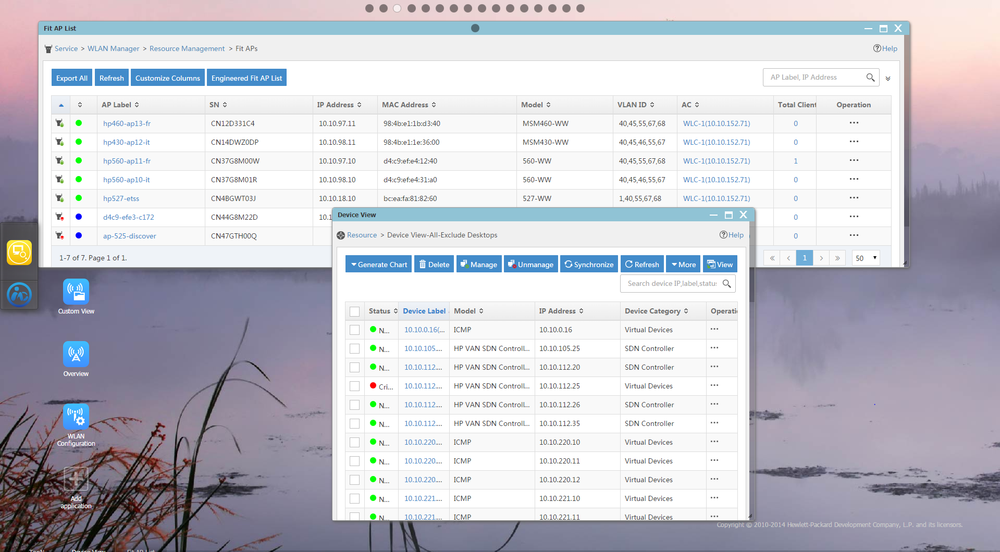 Fit AP List
Service > WLAN Manager > Resource Management > Fit APs
Help
Export All Refresh Customize Columns Engineered Fit AP List
AP Label, IP Address
AP Label SN IP Address MAC Address Model VLAN ID AC Total Client Operation
hp460-ap13-fr CN12D331C4 10.10.97.11 98:4b:e1:1b:d3:40 MSM460-WW 40,45,55,67,68 WLC-1(10.10.152.71) 0 ...
hp430-ap12-it CN14DWZ0DP 10.10.98.11 98:4b:e1:1e:36:00 MSM430-WW 40,45,46,55,67 WLC-1(10.10.152.71) 0 ...
hp560-ap11-fr CN37G8M00W 10.10.97.10 d4:c9:ef:e4:12:40 560-WW 40,45,55,67,68 WLC-1(10.10.152.71) 1 ...
hp560-ap10-it CN37G8M01R 10.10.98.10 d4:c9:ef:e4:31:a0 560-WW 40,45,46,55,67 WLC-1(10.10.152.71) 0 ...
hp527-etss CN4BGWT03J 10.10.18.10 bc:ea:fa:81:82:60 527-WW 1,40,55,67,68 WLC-1(10.10.152.71) 0 ...
d4c9-efe3-c172 CN44G8M22D 10.1 0 ...
ap-525-discover CN47GTH00Q 0 ...
1-7 of 7. Page 1 of 1.
« < 1 > » 50
Device View
Resource > Device View-All-Exclude Desktops
Help
Generate Chart Delete Manage Unmanage Synchronize Refresh More View
Search device IP,label,status
Status Device Label Model IP Address Device Category Operatio
N... 10.10.0.16(... ICMP 10.10.0.16 Virtual Devices ...
N... 10.10.105.... HP VAN SDN Controll... 10.10.105.25 SDN Controller ...
N... 10.10.112.... HP VAN SDN Controll... 10.10.112.20 SDN Controller ...
Cri... 10.10.112.... HP VAN SDN Controll... 10.10.112.25 Virtual Devices ...
N... 10.10.112.... HP VAN SDN Controll... 10.10.112.26 SDN Controller ...
N... 10.10.112.... HP VAN SDN Controll... 10.10.112.35 SDN Controller ...
N... 10.10.220.... ICMP 10.10.220.10 Virtual Devices ...
N... 10.10.220.... ICMP 10.10.220.11 Virtual Devices ...
N... 10.10.220.... ICMP 10.10.220.12 Virtual Devices ...
N... 10.10.221.... ICMP 10.10.221.10 Virtual Devices ...
N... 10.10.221.... ICMP 10.10.221.11 Virtual Devices ...
Custom View
Overview
WLAN
Configuration
Add
application
Copyright © 2010-2014 Hewlett-Packard Development Company, L.P. and its licensors.
TopN Device View Fit AP List